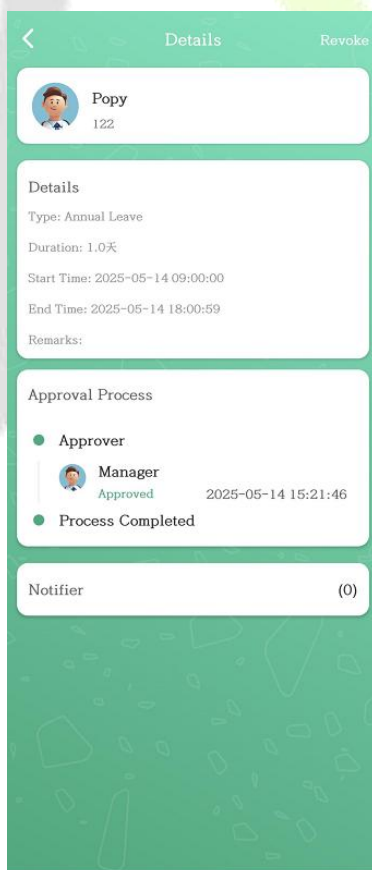 Details
Revoke
Popy
122
Details
Type: Annual Leave
Duration: 1.0天
Start Time: 2025-05-14 09:00:00
End Time: 2025-05-14 18:00:59
Remarks:
Approval Process
Approver
Manager
Approved
2025-05-14 15:21:46
Process Completed
Notifier
(0)